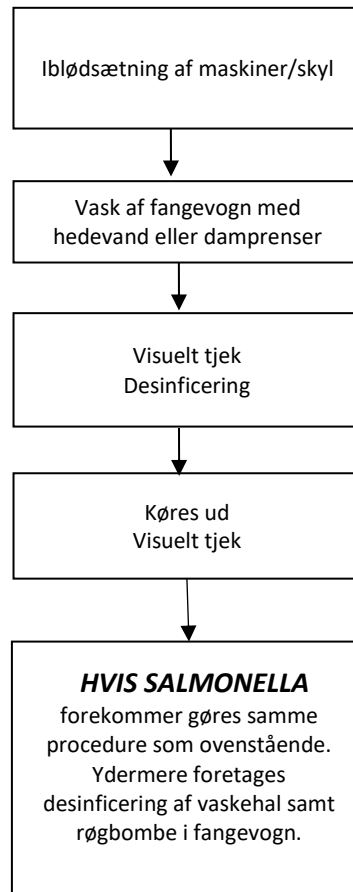 Iblødsætning af maskiner/skyl
Vask af fangevogn med
hedevand eller damprenser
Visuelt tjek
Desinficering
Køres ud
Visuelt tjek
HVIS SALMONELLA
forekommer gøres samme
procedure som ovenstående.
Ydermere foretages
desinficering af vaskehal samt
røgbombe i fangevogn.